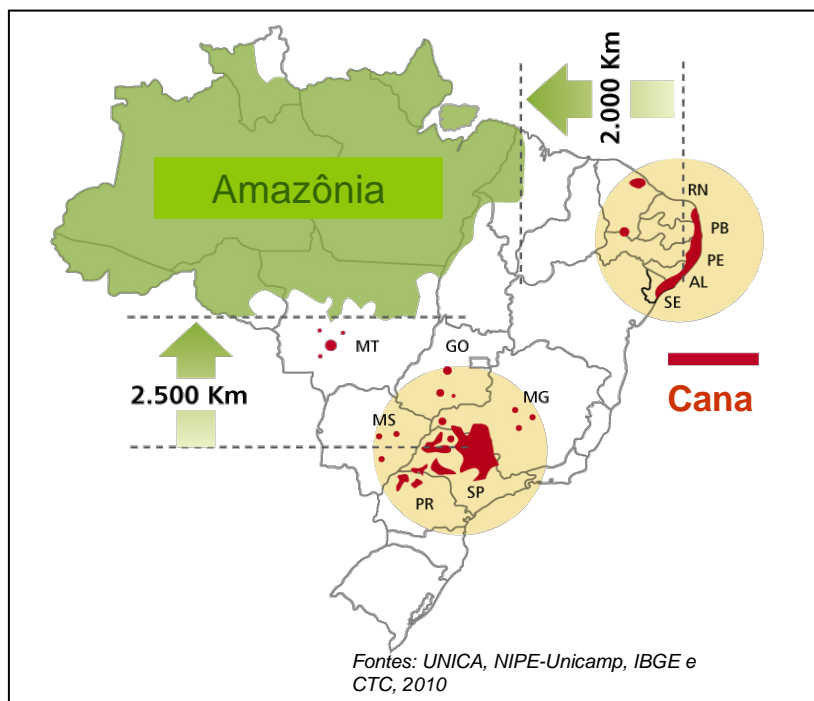 2.000 Km
Amazônia
RN
PB
PE
AL
SE
MT
GO
2.500 Km
MG
MS
Cana
SP
PR
Fontes: UNICA, NIPE-Unicamp, IBGE e
CTC, 2010